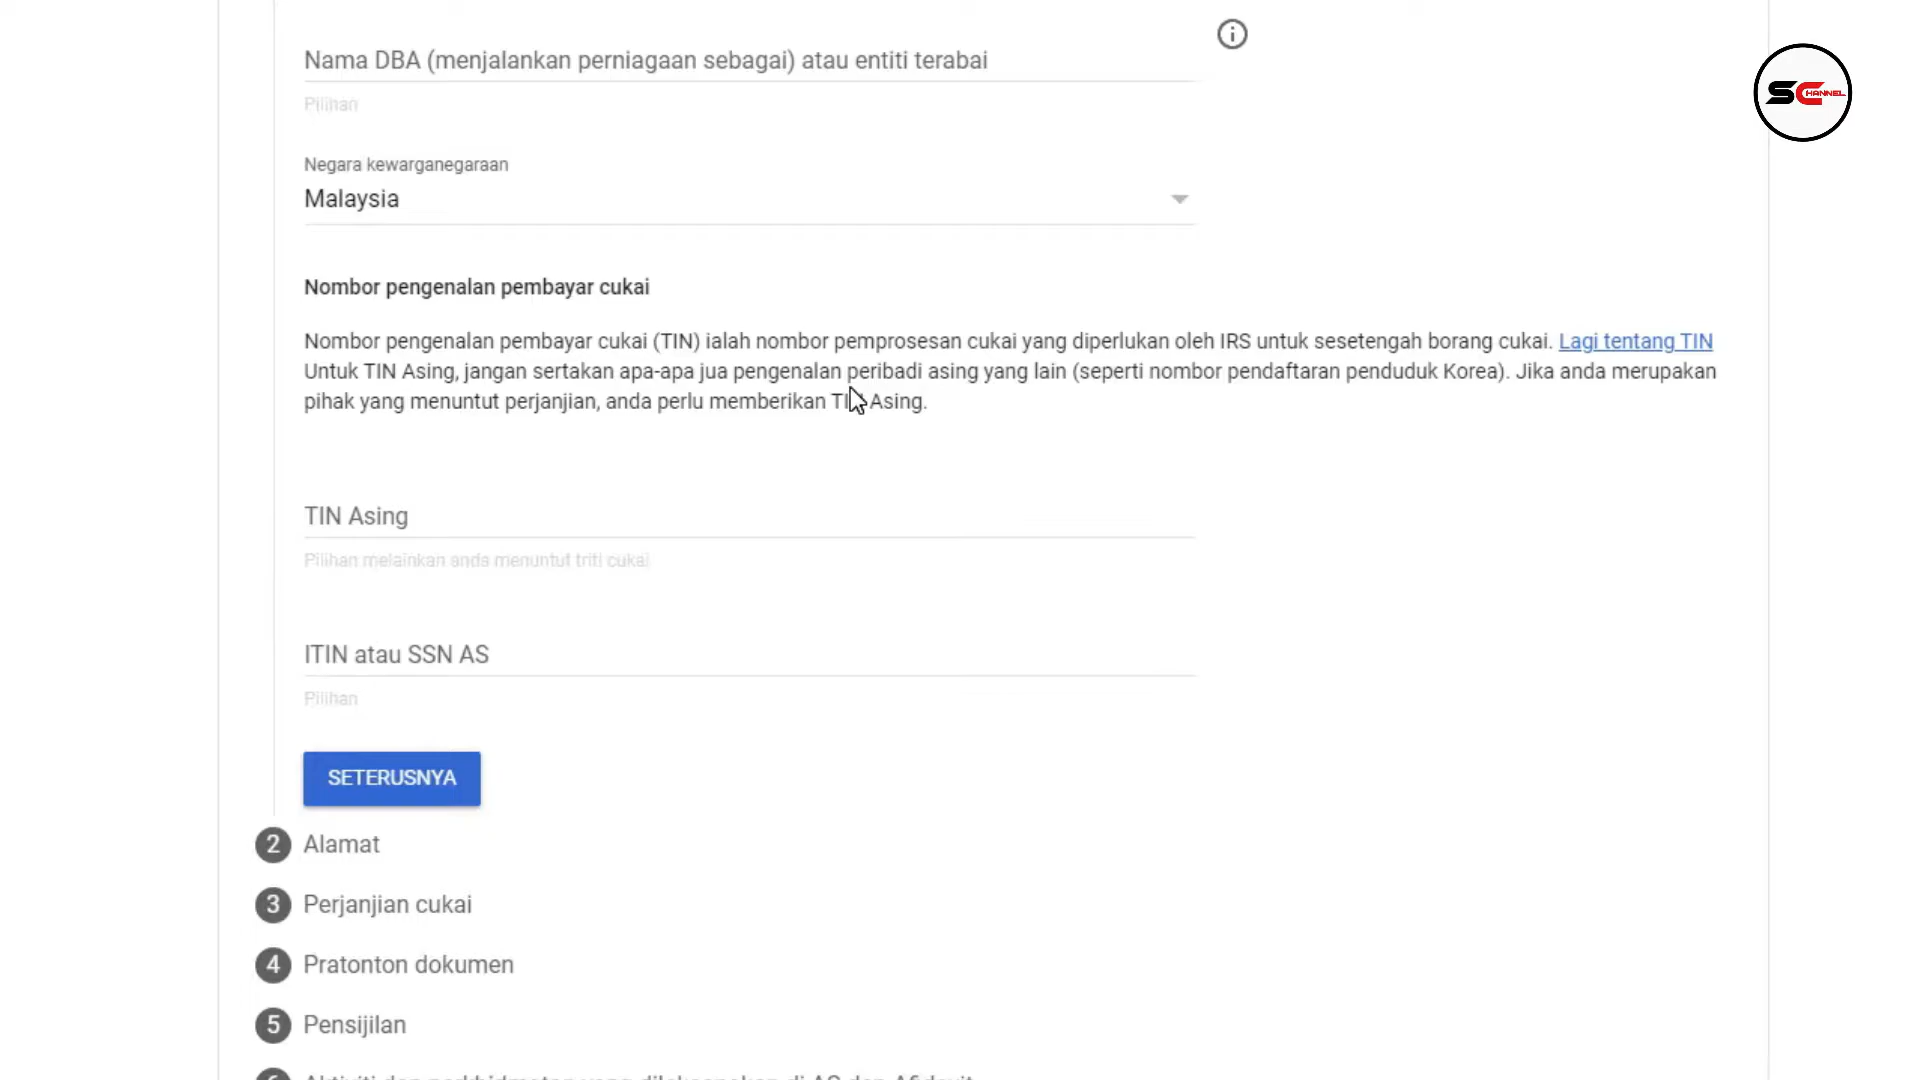 Nama DBA (menjalankan perniagaan sebagai) atau entiti terabai
Pilihan
SCHANNEL
Negara kewarganegaraan
Malaysia
Nombor pengenalan pembayar cukai
Nombor pengenalan pembayar cukai (TIN) ialah nombor pemprosesan cukai yang diperlukan oleh IRS untuk sesetengah borang cukai. Lagi tentang TIN
Untuk TIN Asing, jangan sertakan apa-apa jua pengenalan peribadi asing yang lain (seperti nombor pendaftaran penduduk Korea). Jika anda merupakan
pihak yang menuntut perjanjian, anda perlu memberikan TIN Asing.
TIN Asing
Pilihan melainkan anda menuntut triti cukai
ITIN atau SSN AS
Pilihan
SETERUSNYA
2 Alamat
3 Perjanjian cukai
4 Pratonton dokumen
5 Pensijilan